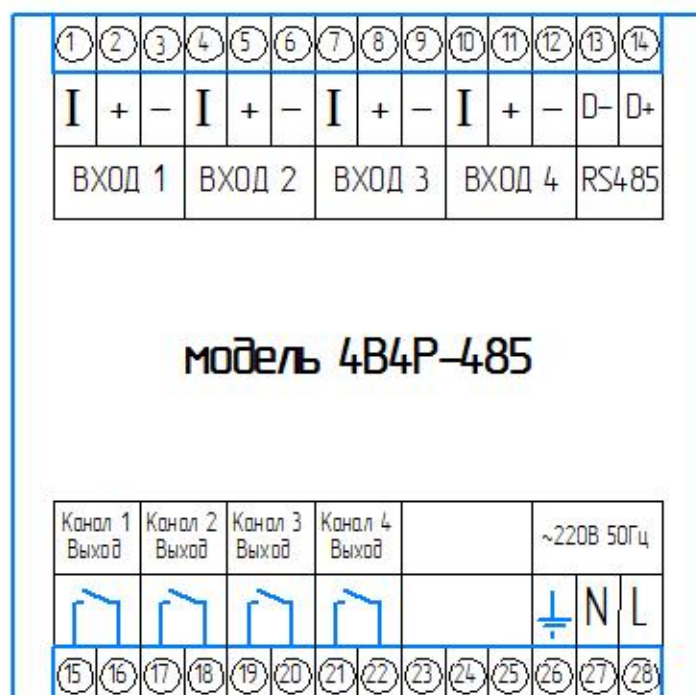 1 2 3 4 5 6 7 8 9 10 11 12 13 14
I + − I + − I + − I + − D− D+
ВХОД 1 ВХОД 2 ВХОД 3 ВХОД 4 RS485
модель 4В4Р−485
Канал 1 Канал 2 Канал 3 Канал 4
Выход Выход Выход Выход ~220В 50Гц
N L
15 16 17 18 19 20 21 22 23 24 25 26 27 28